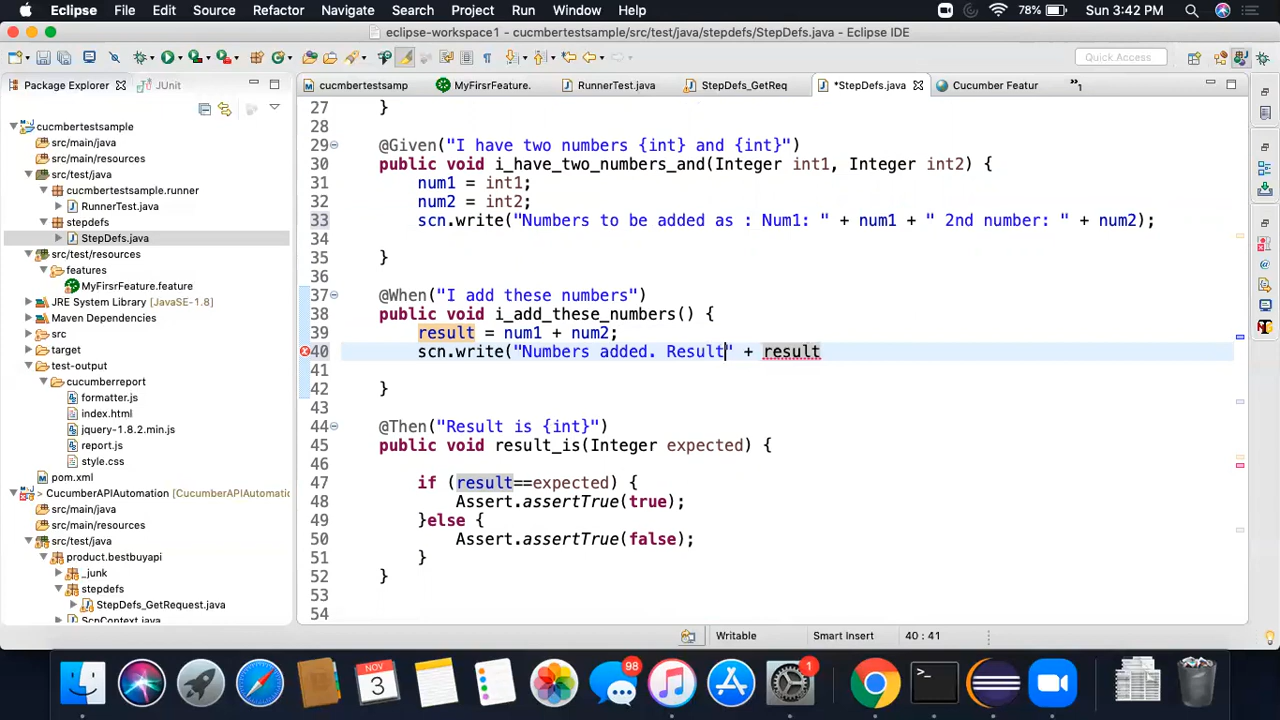 Eclipse File Edit Source Refactor Navigate Search Project Run Window Help 78% Sun 3:42 PM
eclipse-workspace1 - cucmbertestsample/src/test/java/stepdefs/StepDefs.java - Eclipse IDE
Quick Access
Package Explorer JUnit
cucmbertestsamp MyFirsrFeature. RunnerTest.java StepDefs_GetReq *StepDefs.java Cucumber Featur »1
cucmbertestsample
src/main/java
src/main/resources
src/test/java
cucmbertestsample.runner
RunnerTest.java
stepdefs
StepDefs.java
src/test/resources
features
MyFirsrFeature.feature
JRE System Library [JavaSE-1.8]
Maven Dependencies
src
target
test-output
cucumberreport
formatter.js
index.html
jquery-1.8.2.min.js
report.js
style.css
pom.xml
> CucumberAPIAutomation [CucumberAPIAutomatic
src/main/java
src/main/resources
src/test/java
product.bestbuyapi
_junk
stepdefs
StepDefs_GetRequest.java
ScnContext.java
27 }
28
29 @Given("I have two numbers {int} and {int}")
30 public void i_have_two_numbers_and(Integer int1, Integer int2) {
31 num1 = int1;
32 num2 = int2;
33 scn.write("Numbers to be added as : Num1: " + num1 + " 2nd number: " + num2);
34
35 }
36
37 @When("I add these numbers")
38 public void i_add_these_numbers() {
39 result = num1 + num2;
40 scn.write("Numbers added. Result" + result
41
42 }
43
44 @Then("Result is {int}")
45 public void result_is(Integer expected) {
46
47 if (result==expected) {
48 Assert.assertTrue(true);
49 }else {
50 Assert.assertTrue(false);
51 }
52 }
53
54
Writable Smart Insert 40 : 41
NOV
3
98
1